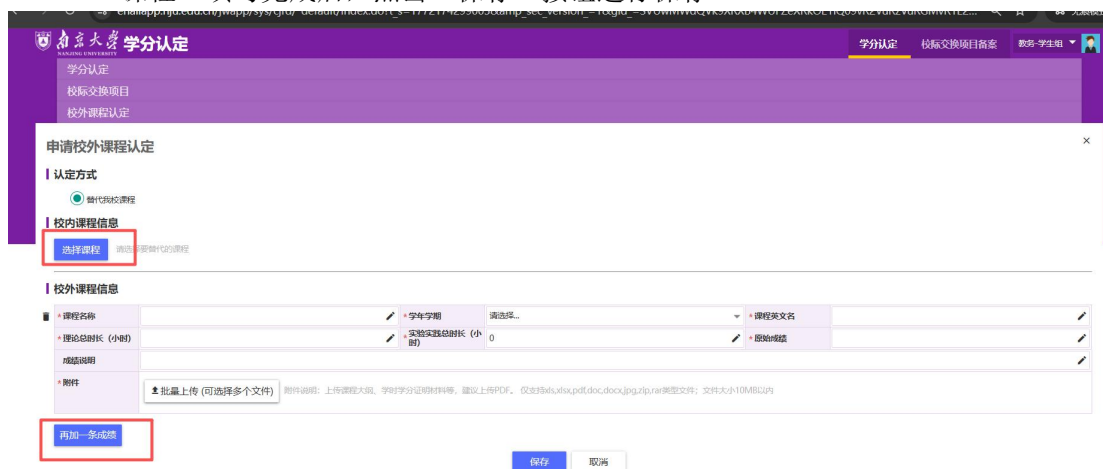 南京大学 学分认定
NANJING UNIVERSITY
学分认定 校际交换项目备案 教务-学生组
学分认定
校际交换项目
校外课程认定
申请校外课程认定 ×
认定方式
替代我校课程
校内课程信息
选择课程 请选择要替代的课程
校外课程信息
*课程名称 *学年学期 请选择... *课程英文名
*理论总时长（小时） *实验实践总时长（小时） 0 *原始成绩
成绩说明
*附件 批量上传 (可选择多个文件) 附件说明：上传课程大纲、学时学分证明材料等，建议上传PDF。 仅支持xls,xlsx,pdf,doc,docx,jpg,zip,rar类型文件；文件大小10MB以内
再加一条成绩
保存 取消